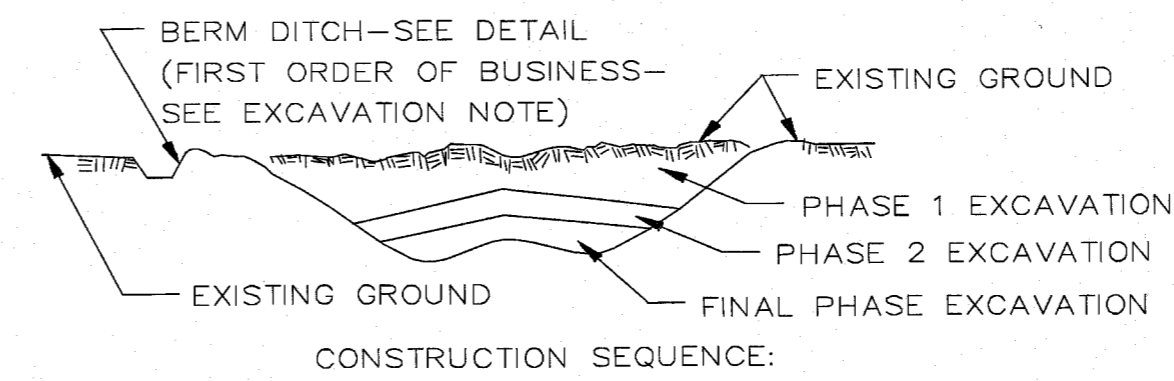 BERM DITCH-SEE DETAIL
(FIRST ORDER OF BUSINESS-
SEE EXCAVATION NOTE)
EXISTING GROUND
PHASE 1 EXCAVATION
PHASE 2 EXCAVATION
EXISTING GROUND
FINAL PHASE EXCAVATION
CONSTRUCTION SEQUENCE: